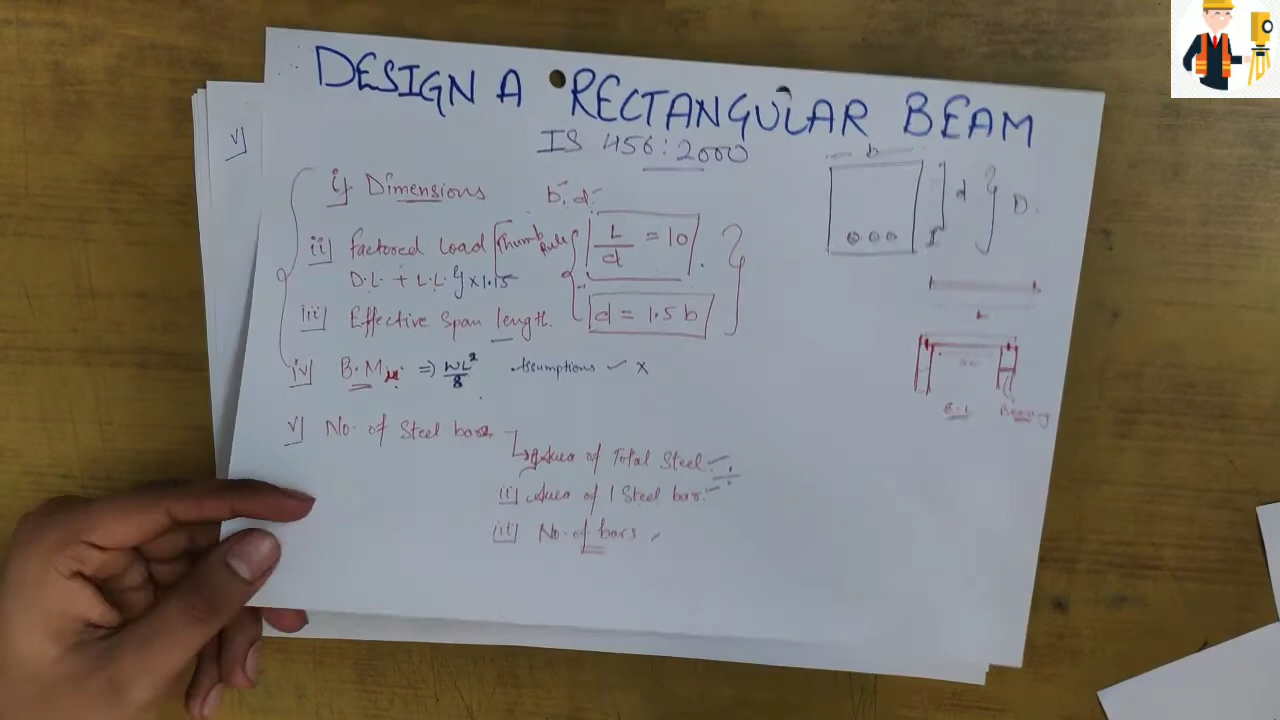 DESIGN A RECTANGULAR BEAM
IS 456:2000
v]
i] Dimensions b, d
ii] Factored Load Thumb Rule L/d = 10
D.L. + L.L. } x 1.15
iii] Effective Span length. d = 1.5 b
iv] B.M => WL²/8 Assumptions ✓ x
v] No. of Steel bars
Area of Total Steel
ii] Area of 1 Steel bar.
iii] No. of bars
b
d
D.
Bearing